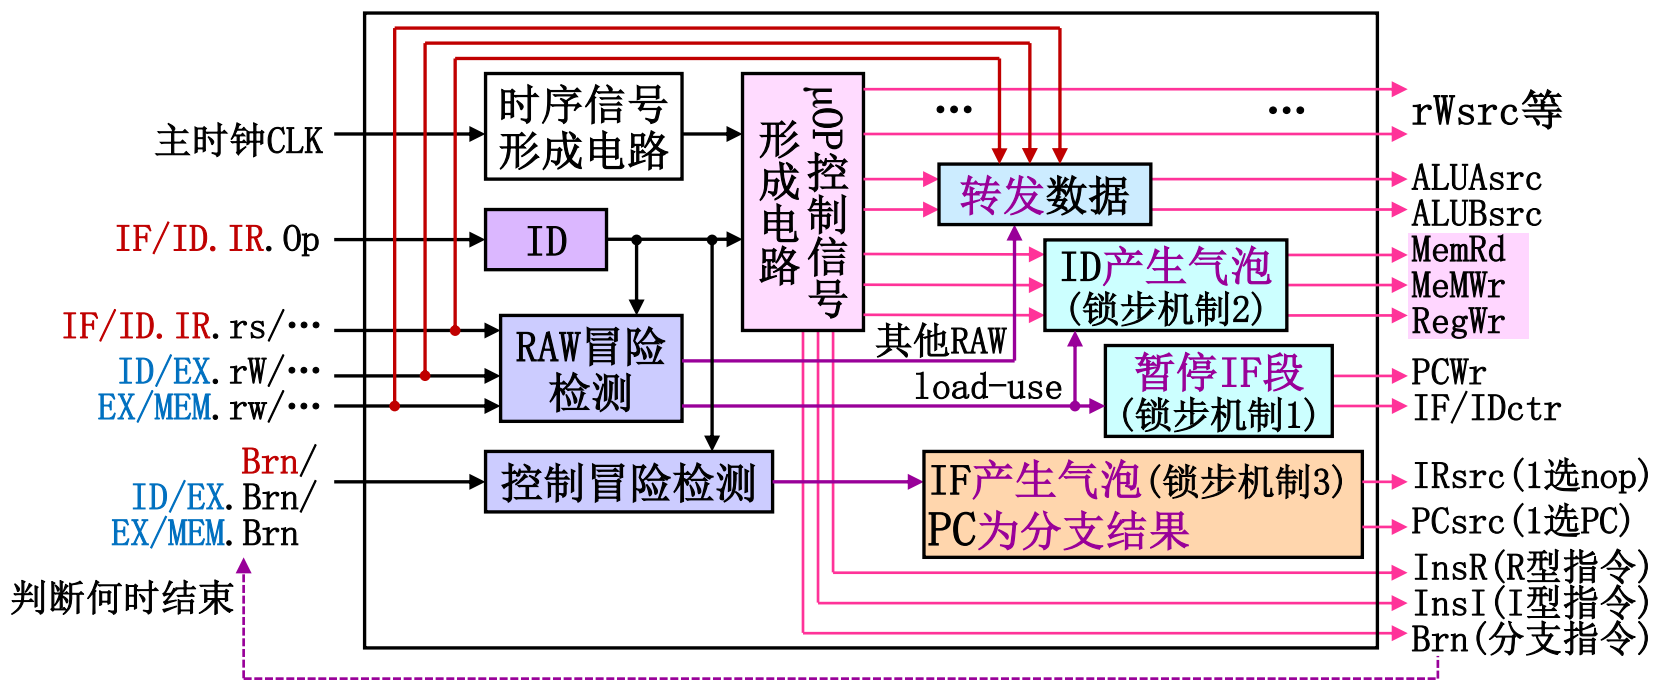 主时钟CLK
时序信号
形成电路
μOP控制信号
形成电路
...
...
rWsrc等
转发数据
ALUAsrc
ALUBsrc
IF/ID.IR.Op
ID
ID产生气泡
(锁步机制2)
MemRd
MeMWr
RegWr
IF/ID.IR.rs/…
ID/EX.rW/…
EX/MEM.rw/…
RAW冒险
检测
其他RAW
load-use
暂停IF段
(锁步机制1)
PCWr
IF/IDctr
Brn/
ID/EX.Brn/
EX/MEM.Brn
控制冒险检测
IF产生气泡(锁步机制3)
PC为分支结果
IRsrc(1选nop)
PCsrc(1选PC)
InsR(R型指令)
InsI(I型指令)
Brn(分支指令)
判断何时结束